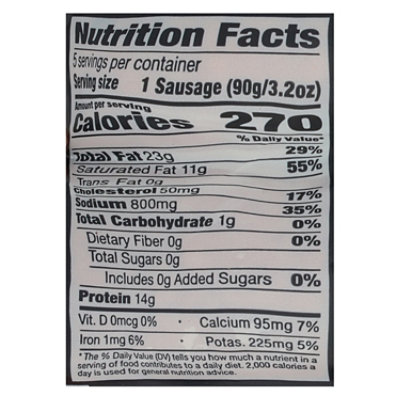 Nutrition Facts
5 servings per container
Serving size 1 Sausage (90g/3.2oz)
Amount per serving
Calories 270
% Daily Value*
Total Fat 23g 29%
Saturated Fat 11g 55%
Trans Fat 0g
Cholesterol 50mg 17%
Sodium 800mg 35%
Total Carbohydrate 1g 0%
Dietary Fiber 0g 0%
Total Sugars 0g
Includes 0g Added Sugars 0%
Protein 14g
Vit. D 0mcg 0% • Calcium 95mg 7%
Iron 1mg 6% • Potas. 225mg 5%
*The % Daily Value (DV) tells you how much a nutrient in a
serving of food contributes to a daily diet. 2,000 calories a
day is used for general nutrition advice.